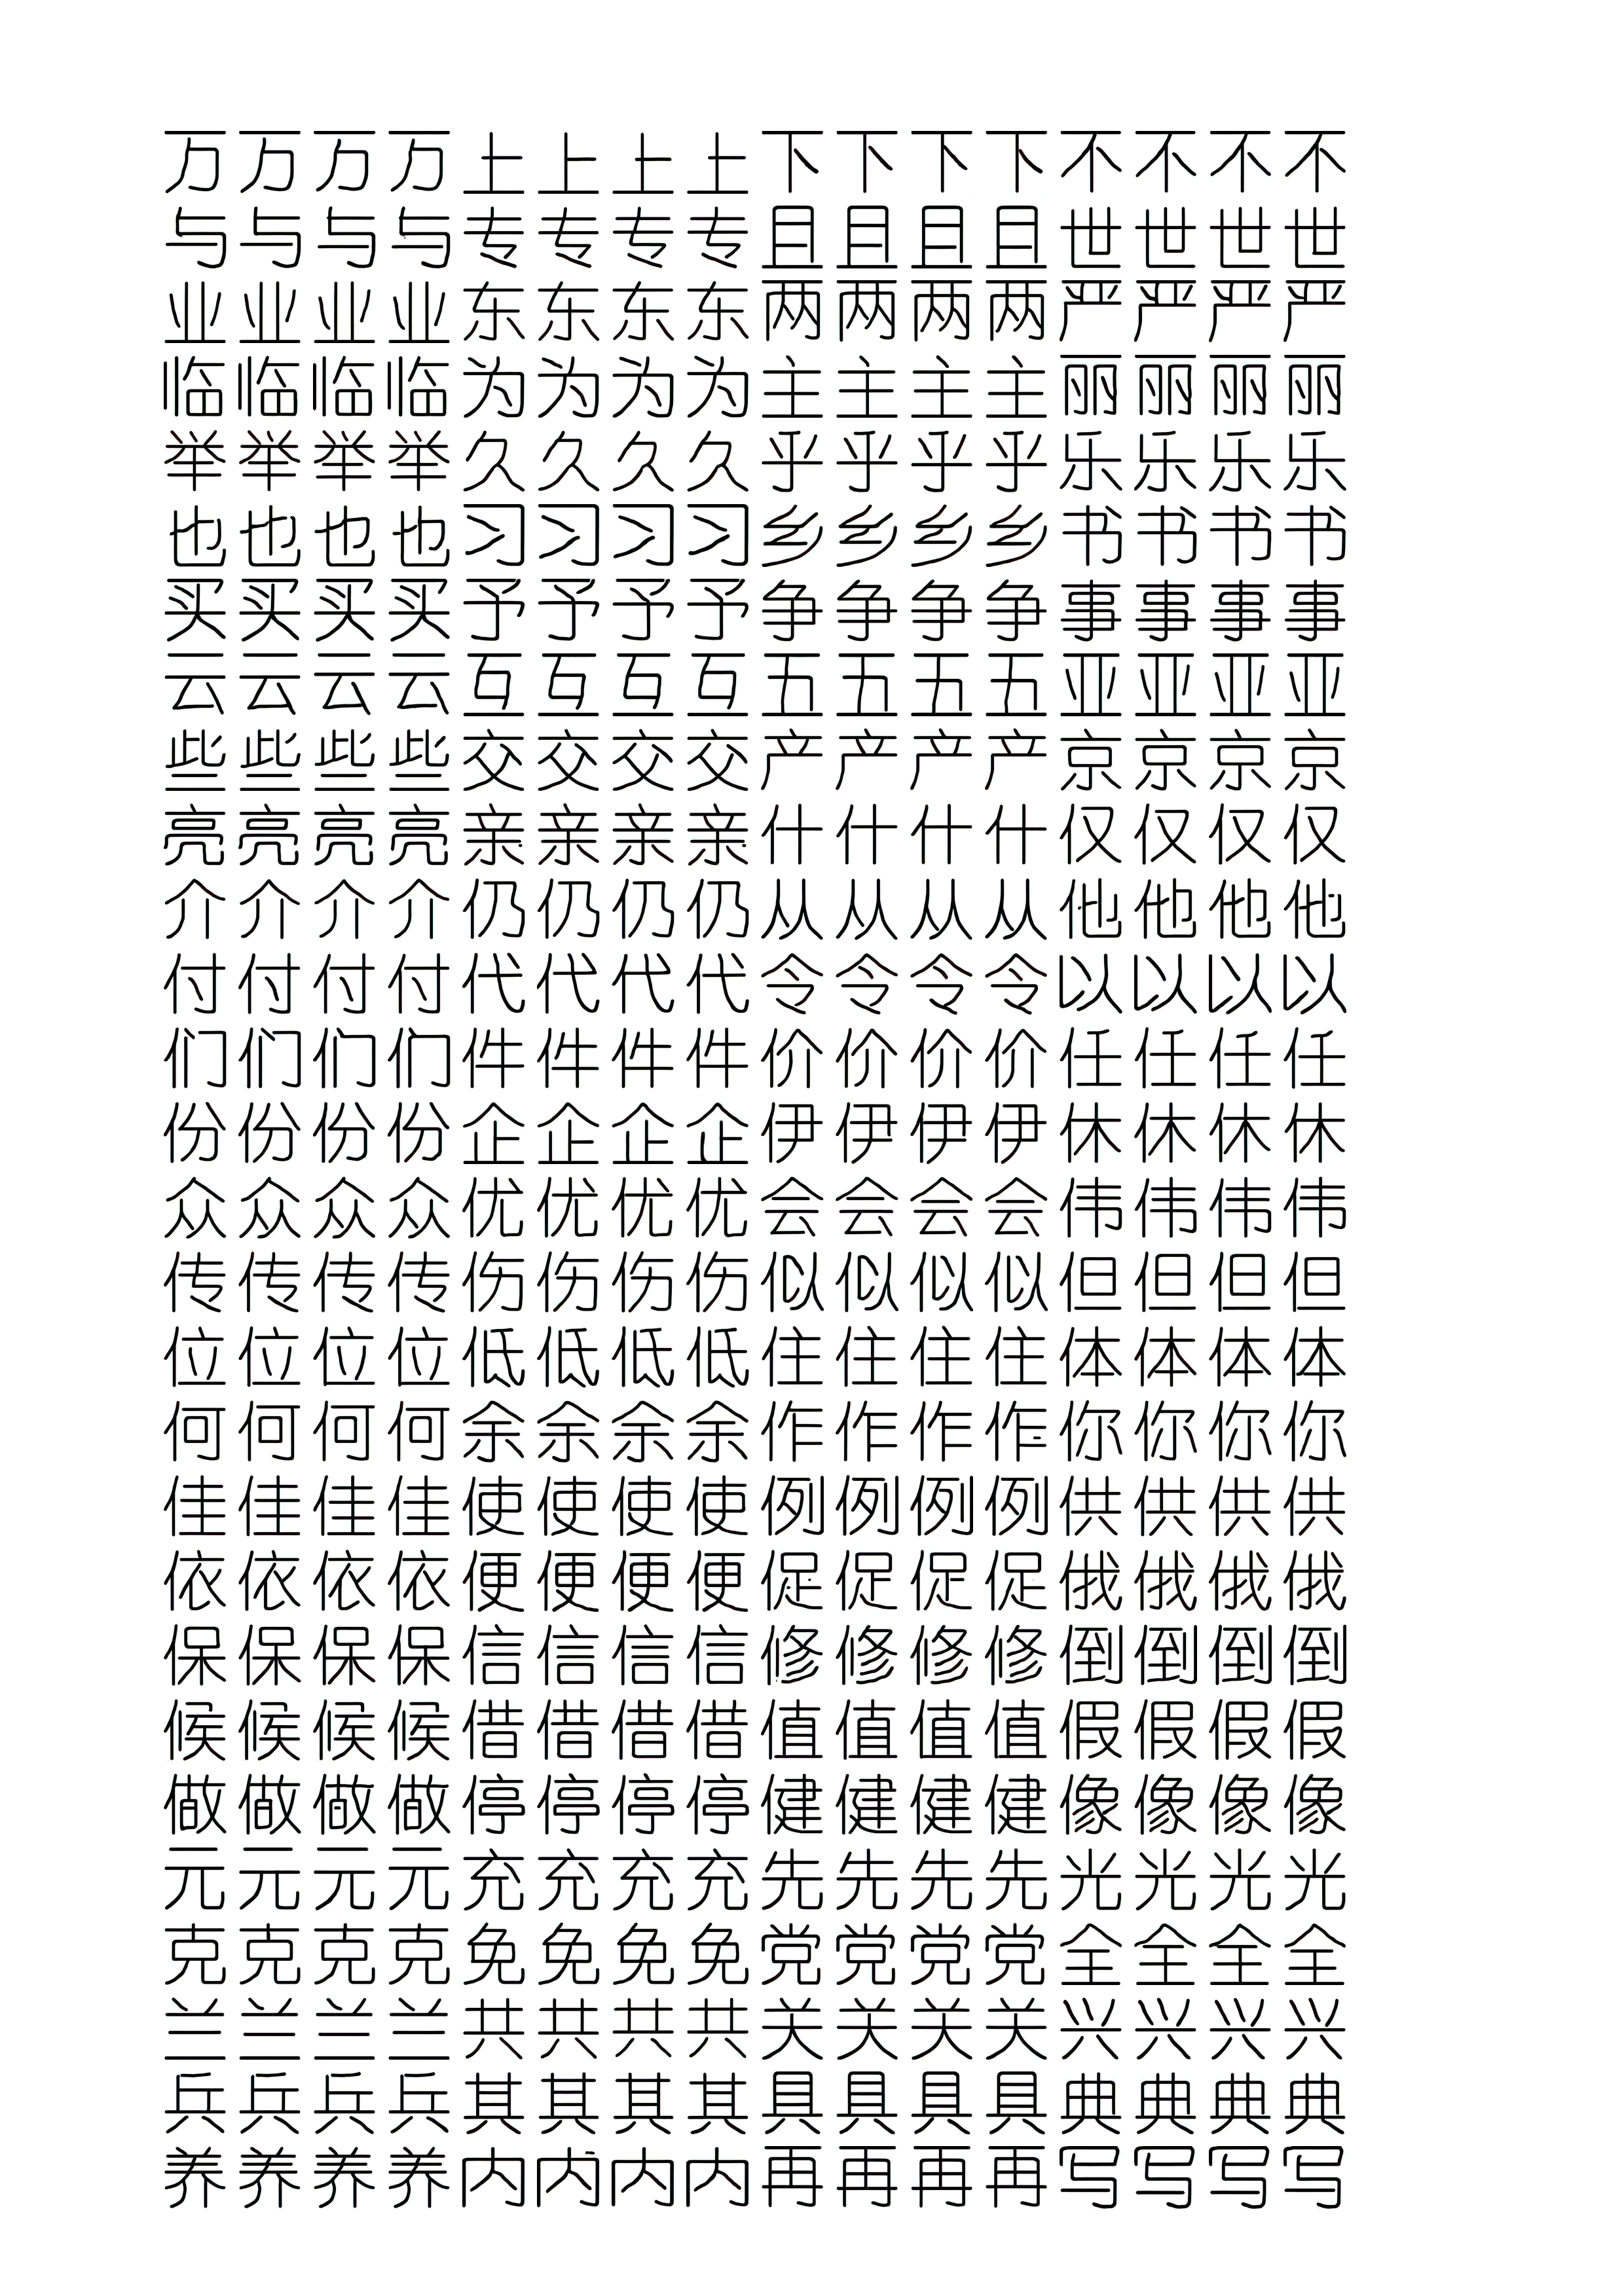 万万万万上上上上下下下下不不不不
与与与与专专专专且且且且世世世世
业业业业东东东东两两两两严严严严
临临临临为为为为主主主主丽丽丽丽
举举举举久久久久乎乎乎乎乐乐乐乐
也也也也习习习习乡乡乡乡书书书书
买买买买予予予予争争争争事事事事
云云云云互互互互五五五五亚亚亚亚
些些些些交交交交产产产产京京京京
亮亮亮亮亲亲亲亲什什什什仅仅仅仅
介介介介仍仍仍仍从从从从他他他他
付付付付代代代代令令令令以以以以
们们们们件件件件价价价价任任任任
份份份份企企企企伊伊伊伊休休休休
众众众众优优优优会会会会伟伟伟伟
传传传传伤伤伤伤似似似似但但但但
位位位位低低低低住住住住体体体体
何何何何余余余余作作作作你你你你
佳佳佳佳使使使使例例例例供供供供
依依依依便便便便促促促促俄俄俄俄
保保保保信信信信修修修修倒倒倒倒
候候候候借借借借值值值值假假假假
做做做做停停停停健健健健像像像像
元元元元充充充充先先先先光光光光
克克克克免免免免党党党党全全全全
兰兰兰兰共共共共关关关关兴兴兴兴
兵兵兵兵其其其其具具具具典典典典
养养养养内内内内再再再再写写写写